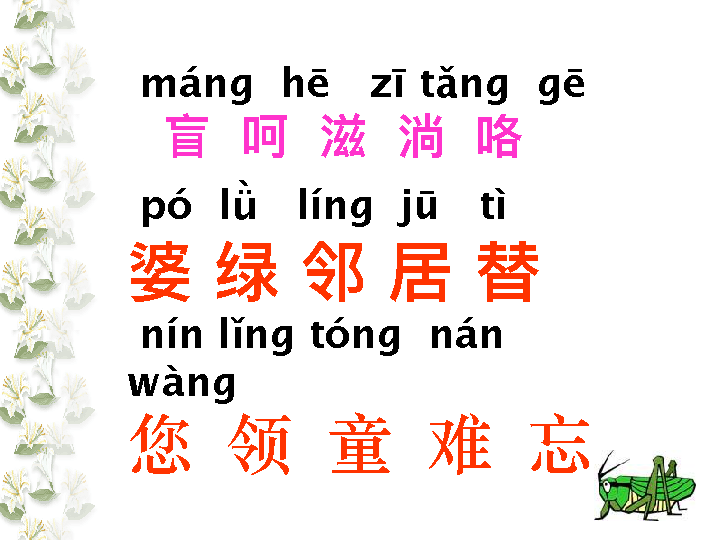 máng hē zī tǎng gē
盲 呵 滋 淌 咯
pó lǜ líng jū tì
婆 绿 邻 居 替
nín lǐng tóng nán
wàng
您 领 童 难 忘